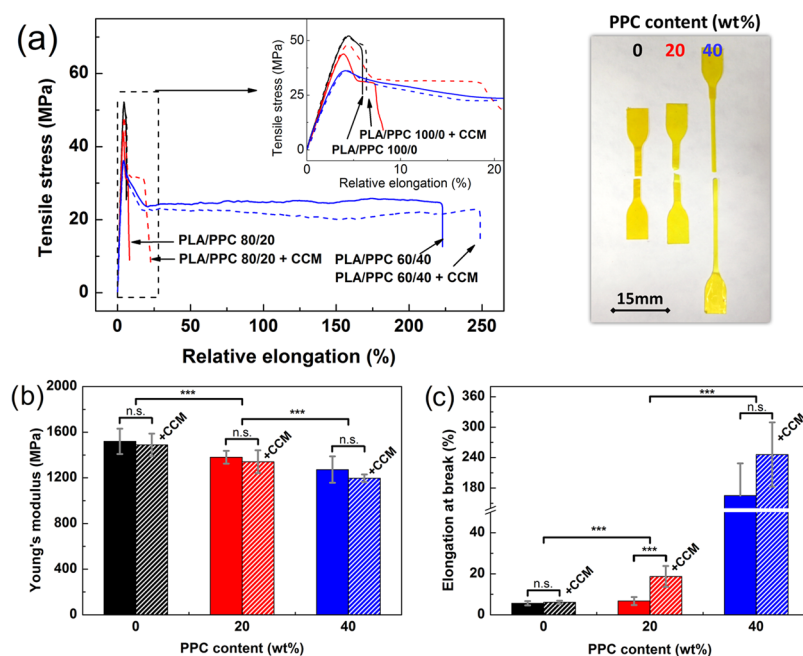 (a)
Tensile stress (MPa)
60
40
20
0
0
50
100
150
200
250
Relative elongation (%)
PLA/PPC 80/20
PLA/PPC 80/20 + CCM
PLA/PPC 60/40
PLA/PPC 60/40 + CCM
Tensile stress (MPa)
50
25
0
0
10
20
Relative elongation (%)
PLA/PPC 100/0 + CCM
PLA/PPC 100/0
PPC content (wt%)
0 20 40
15mm
(b)
Young's modulus (MPa)
2000
1600
1200
800
400
0
n.s.
+CCM
***
n.s.
+CCM
***
n.s.
+CCM
0
20
40
PPC content (wt%)
(c)
Elongation at break (%)
360
300
240
180
60
40
20
0
n.s.
+CCM
***
***
+CCM
***
n.s.
+CCM
0
20
40
PPC content (wt%)